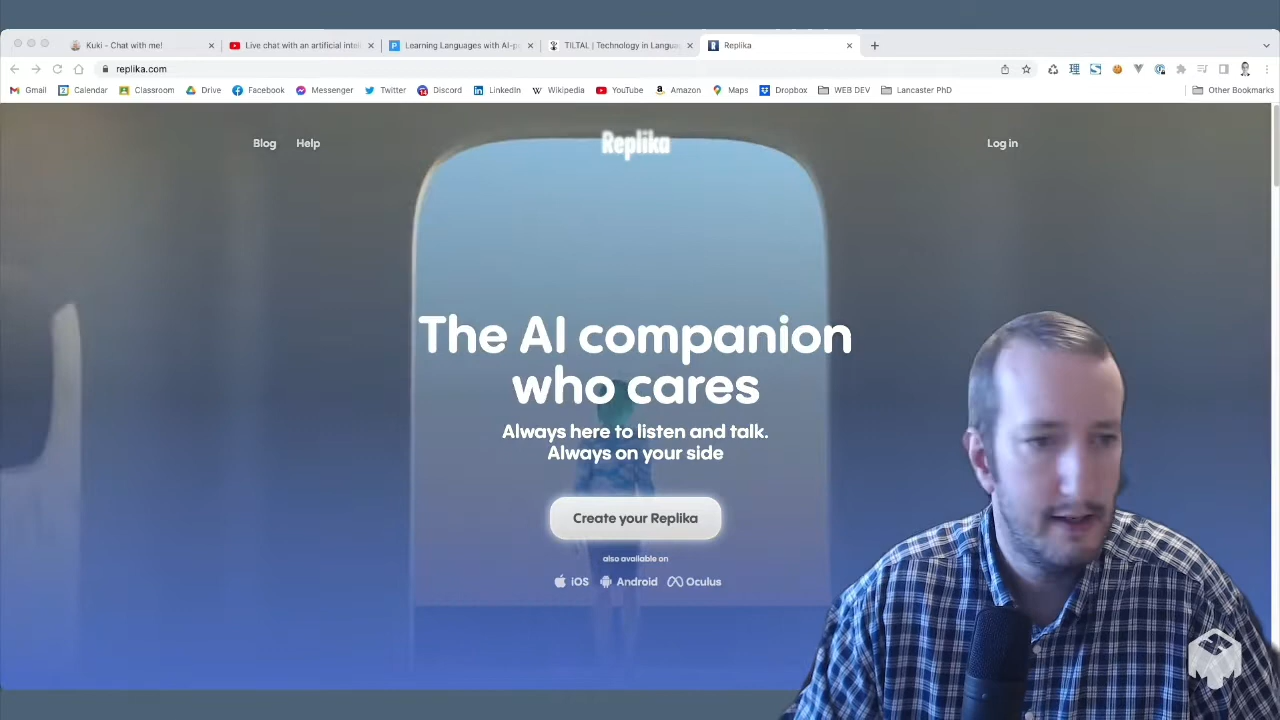 Kuki - Chat with me!
Live chat with an artificial intel
Learning Languages with AI-p
TILTAL | Technology in Langua
Replika
replika.com
Gmail
Calendar
Classroom
Drive
Facebook
Messenger
Twitter
Discord
LinkedIn
Wikipedia
YouTube
Amazon
Maps
Dropbox
WEB DEV
Lancaster PhD
Other Bookmarks
Blog
Help
Replika
Log in
The AI companion
who cares
Always here to listen and talk.
Always on your side
Create your Replika
also available on
iOS
Android
Oculus